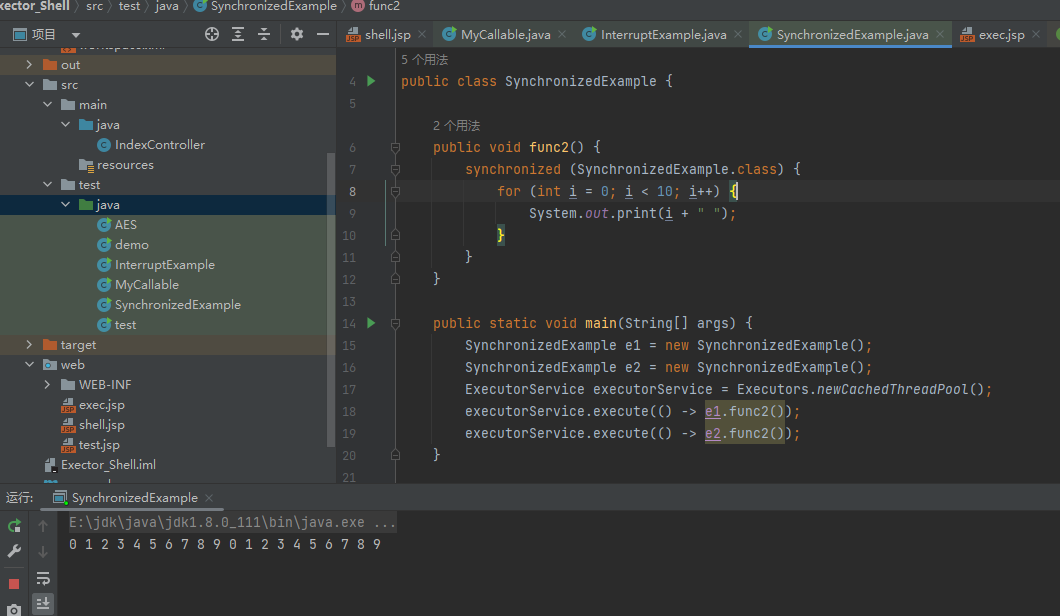 xector_Shell src test java SynchronizedExample func2
项目
shell.jsp MyCallable.java InterruptExample.java SynchronizedExample.java exec.jsp
out
src
main
java
IndexController
resources
test
java
AES
demo
InterruptExample
MyCallable
SynchronizedExample
test
target
web
WEB-INF
exec.jsp
shell.jsp
test.jsp
Exector_Shell.iml
5 个用法
4 public class SynchronizedExample {
5
2 个用法
6 public void func2() {
7 synchronized (SynchronizedExample.class) {
8 for (int i = 0; i < 10; i++) {
9 System.out.print(i + " ");
10 }
11 }
12 }
13
14 public static void main(String[] args) {
15 SynchronizedExample e1 = new SynchronizedExample();
16 SynchronizedExample e2 = new SynchronizedExample();
17 ExecutorService executorService = Executors.newCachedThreadPool();
18 executorService.execute(() -> e1.func2());
19 executorService.execute(() -> e2.func2());
20 }
21
运行: SynchronizedExample
E:\jdk\java\jdk1.8.0_111\bin\java.exe ...
0 1 2 3 4 5 6 7 8 9 0 1 2 3 4 5 6 7 8 9